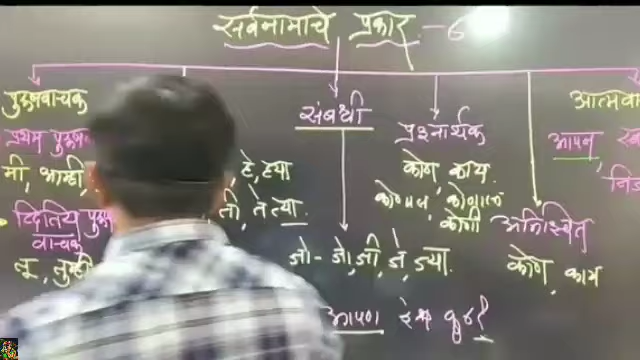 सर्वनामाचे प्रकार - 6
पुरुषवाचक
संबंधी
प्रश्नार्थक
आत्मवा
प्रथम पुरुष
आपण स्व
मी, आम्ही
हे, ह्या
कोण, काय
निज
द्वितिय पुरुष
ती, ते त्या
कोणी
अनिश्चित
वाचक
तू, तुम्ही
जो - जे, जी, जे, ज्या.
कोण, काय
आपण